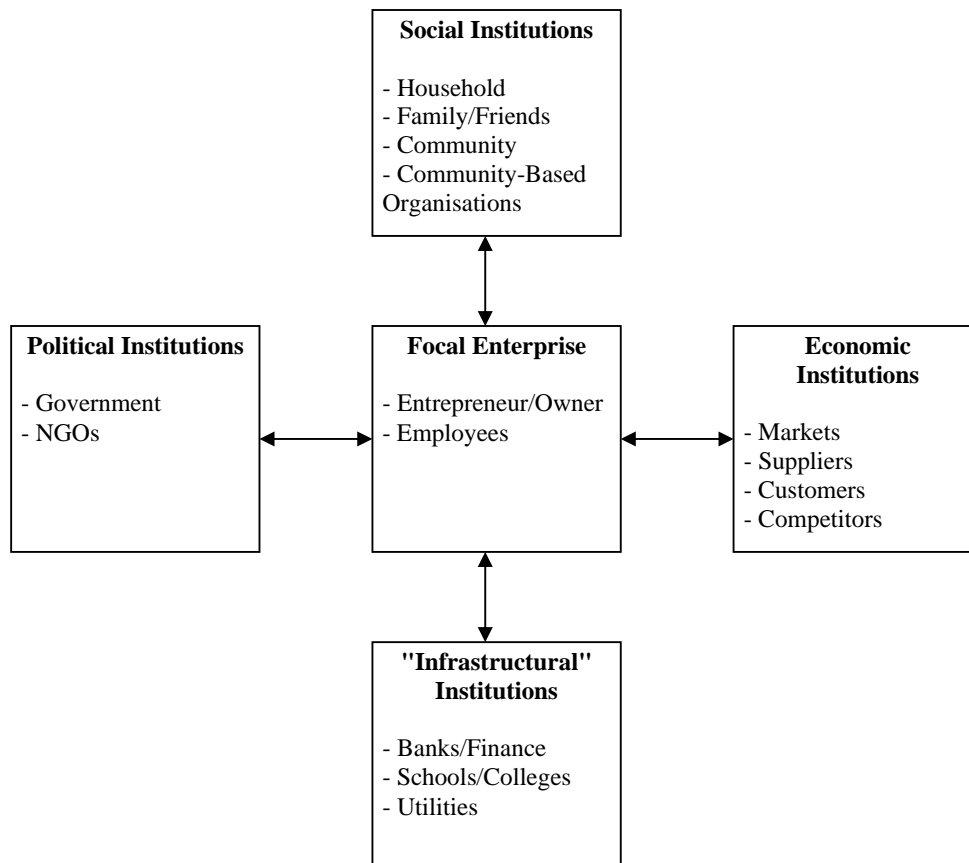 Social Institutions
- Household
- Family/Friends
- Community
- Community-Based
Organisations
Political Institutions
- Government
- NGOs
Focal Enterprise
- Entrepreneur/Owner
- Employees
Economic
Institutions
- Markets
- Suppliers
- Customers
- Competitors
"Infrastructural"
Institutions
- Banks/Finance
- Schools/Colleges
- Utilities